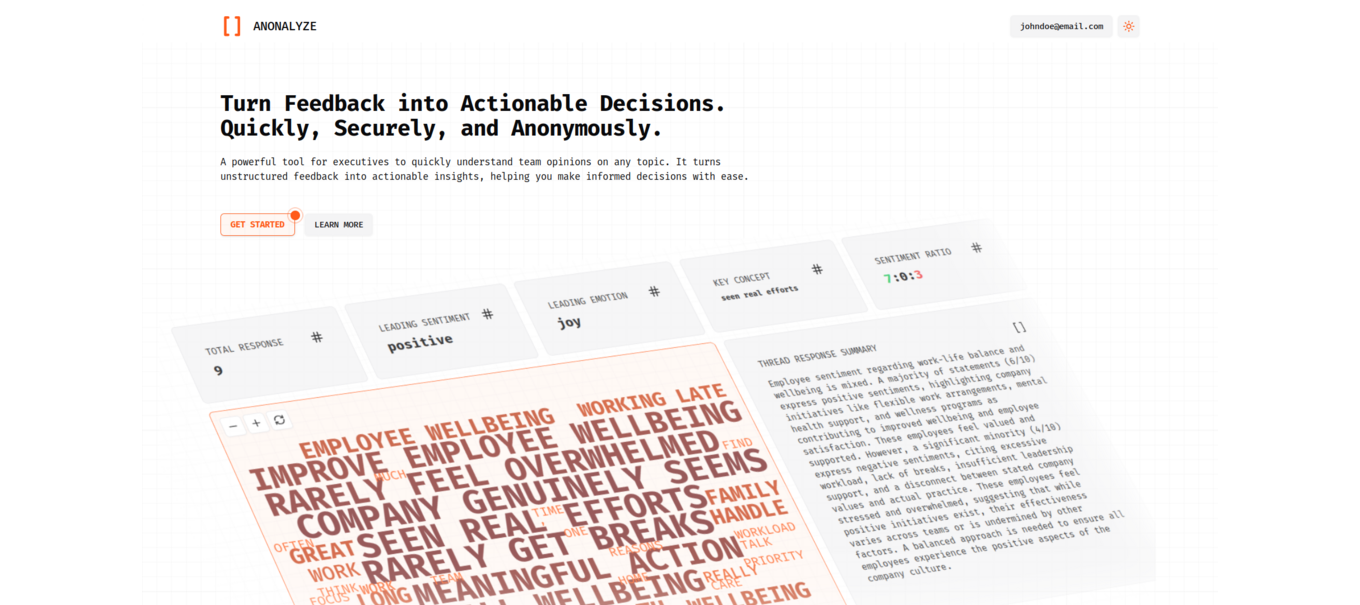 [ ] ANONALYZE
johndoe@email.com
Turn Feedback into Actionable Decisions.
Quickly, Securely, and Anonymously.
A powerful tool for executives to quickly understand team opinions on any topic. It turns
unstructured feedback into actionable insights, helping you make informed decisions with ease.
GET STARTED
LEARN MORE
TOTAL RESPONSE #
9
LEADING SENTIMENT #
positive
LEADING EMOTION #
joy
KEY CONCEPT #
seen real efforts
SENTIMENT RATIO #
7:0:3
THREAD RESPONSE SUMMARY []
Employee sentiment regarding work-life balance and
wellbeing is mixed. A majority of statements (6/10)
express positive sentiments, highlighting company
initiatives like flexible work arrangements, mental
health support, and wellness programs as
contributing to improved wellbeing and employee
satisfaction. These employees feel valued and
supported. However, a significant minority (4/10)
express negative sentiments, citing excessive
workload, lack of breaks, insufficient leadership
support, and a disconnect between stated company
values and actual practice. These employees feel
stressed and overwhelmed, suggesting that while
positive initiatives exist, their effectiveness
varies across teams or is undermined by other
factors. A balanced approach is needed to ensure all
employees experience the positive aspects of the
company culture.
EMPLOYEE WELLBEING
WORKING LATE
IMPROVE EMPLOYEE WELLBEING
MUCH
RARELY FEEL OVERWHELMED
FIND
COMPANY GENUINELY SEEMS
TIME
SEEN REAL EFFORTS
FAMILY
OFTEN
GREAT
ONE
HANDLE
RARELY GET BREAKS
REASONS
WORKLOAD
WORK
TALK
THINK
WORK
TEAM
MEANINGFUL ACTION
PRIORITY
FOCUS
LONG
HOME
REALLY
CARE
WELLBEING
WELLBEING